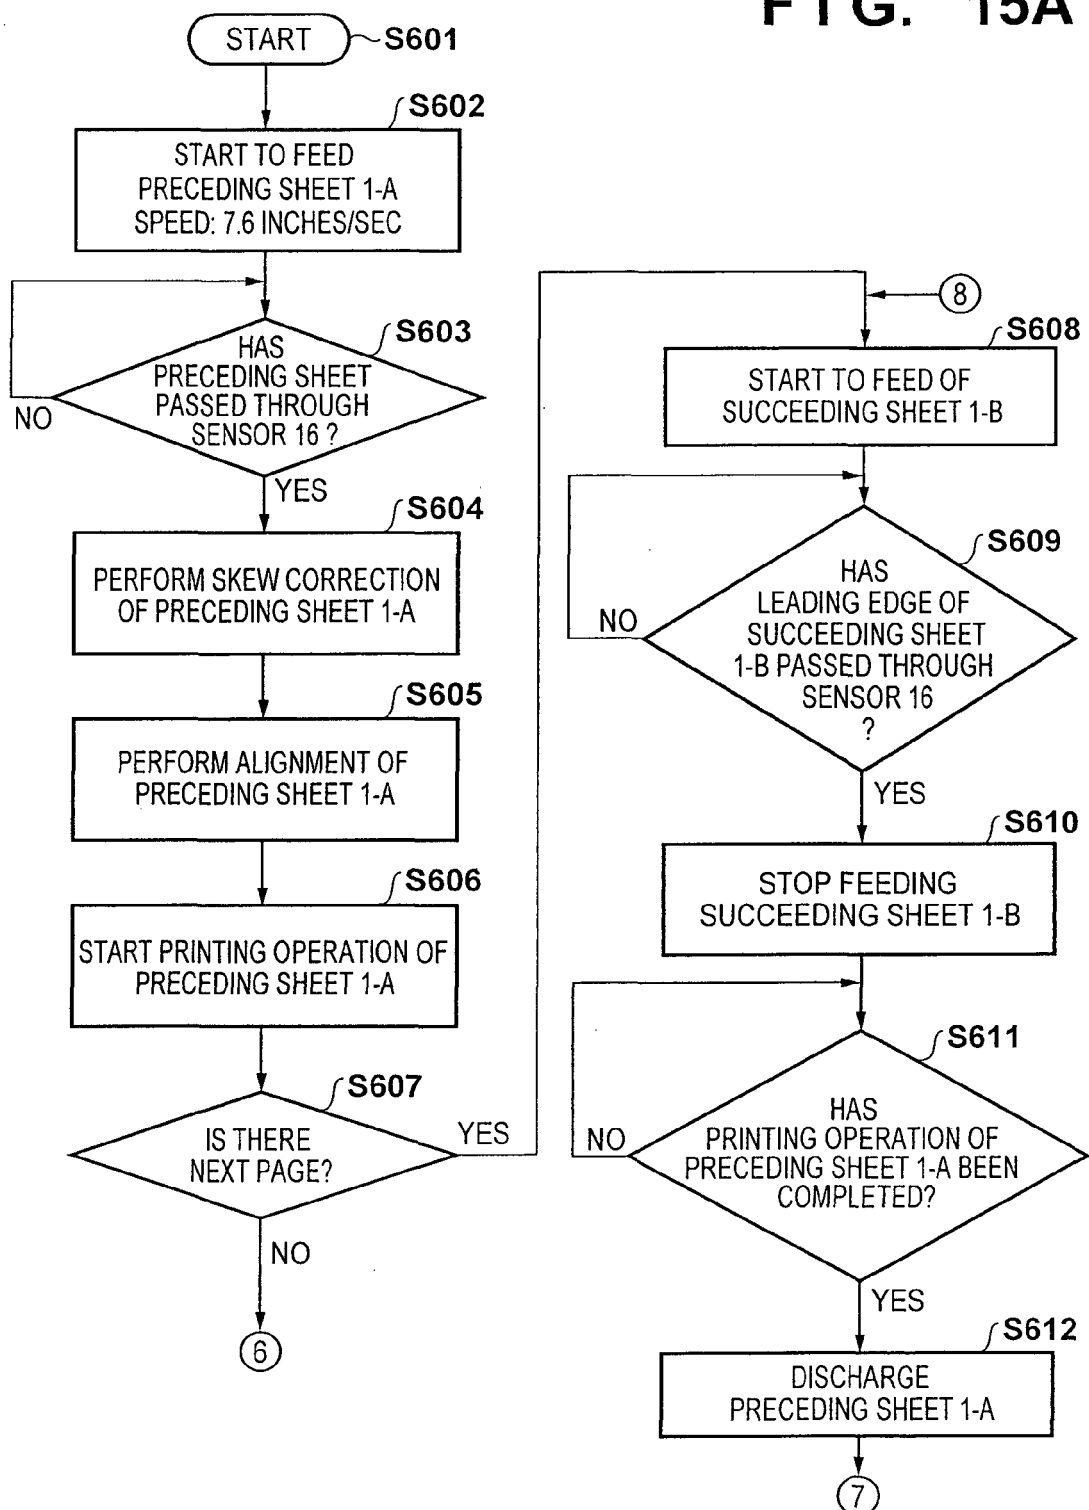 FIG. 15A
START
S601
S602
START TO FEED
PRECEDING SHEET 1-A
SPEED: 7.6 INCHES/SEC
S603
HAS
PRECEDING SHEET
PASSED THROUGH
SENSOR 16 ?
NO
YES
S604
PERFORM SKEW CORRECTION
OF PRECEDING SHEET 1-A
S605
PERFORM ALIGNMENT OF
PRECEDING SHEET 1-A
S606
START PRINTING OPERATION OF
PRECEDING SHEET 1-A
S607
IS THERE
NEXT PAGE?
YES
NO
6
8
S608
START TO FEED OF
SUCCEEDING SHEET 1-B
S609
HAS
LEADING EDGE OF
SUCCEEDING SHEET
1-B PASSED THROUGH
SENSOR 16
?
NO
YES
S610
STOP FEEDING
SUCCEEDING SHEET 1-B
S611
HAS
PRINTING OPERATION OF
PRECEDING SHEET 1-A BEEN
COMPLETED?
NO
YES
S612
DISCHARGE
PRECEDING SHEET 1-A
7